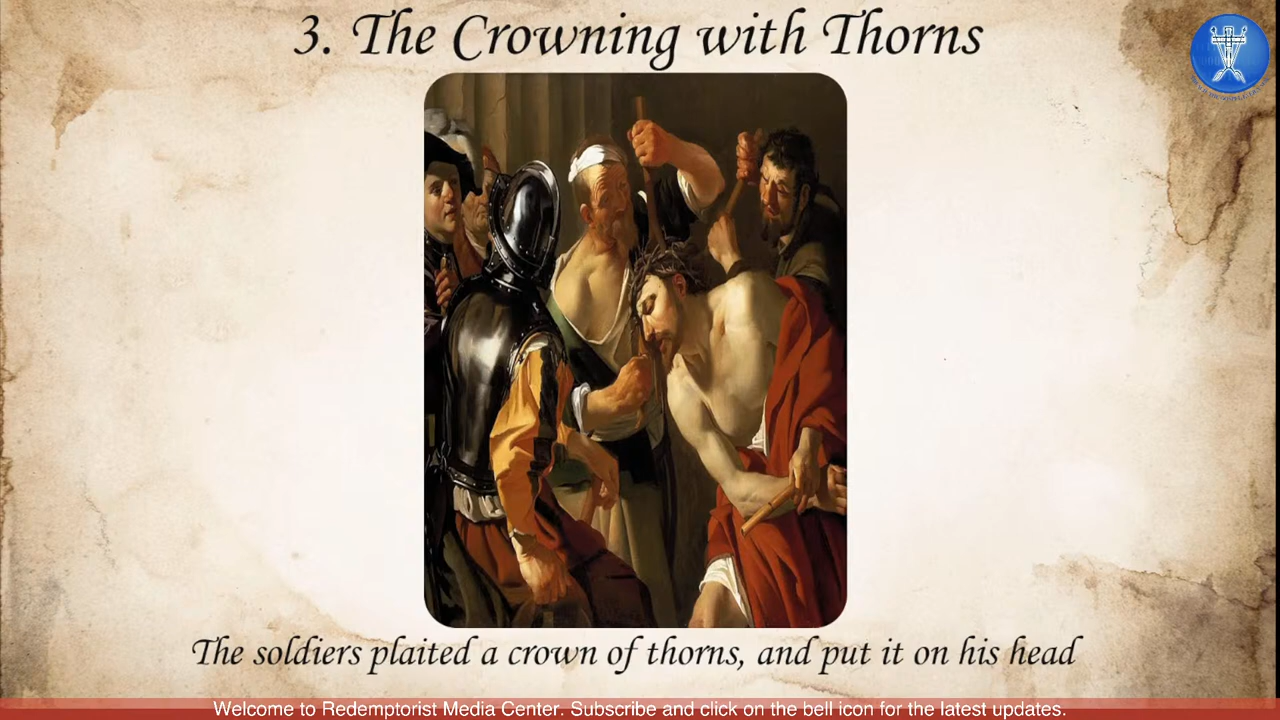 3. The Crowning with Thorns
The soldiers plaited a crown of thorns, and put it on his head
Welcome to Redemptorist Media Center. Subscribe and click on the bell icon for the latest updates.